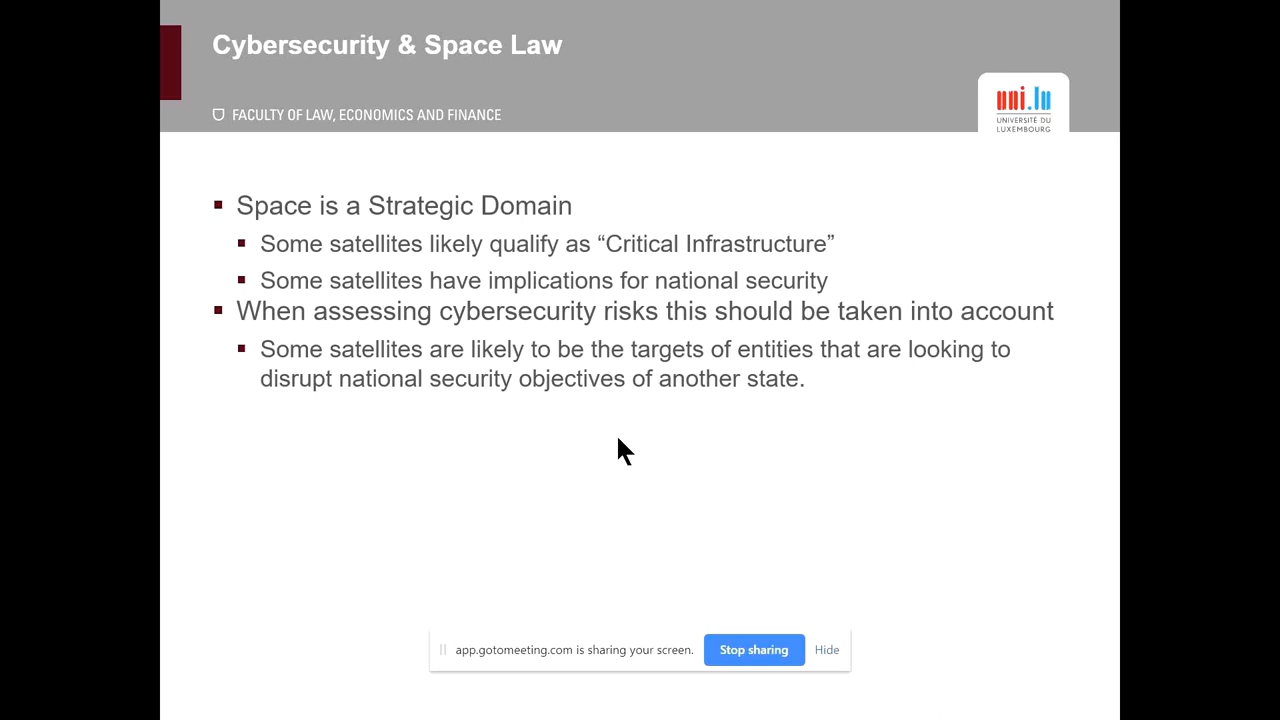 Cybersecurity & Space Law
FACULTY OF LAW, ECONOMICS AND FINANCE
uni.lu
UNIVERSITÉ DU
LUXEMBOURG
Space is a Strategic Domain
Some satellites likely qualify as “Critical Infrastructure”
Some satellites have implications for national security
When assessing cybersecurity risks this should be taken into account
Some satellites are likely to be the targets of entities that are looking to
disrupt national security objectives of another state.
app.gotomeeting.com is sharing your screen. Stop sharing Hide